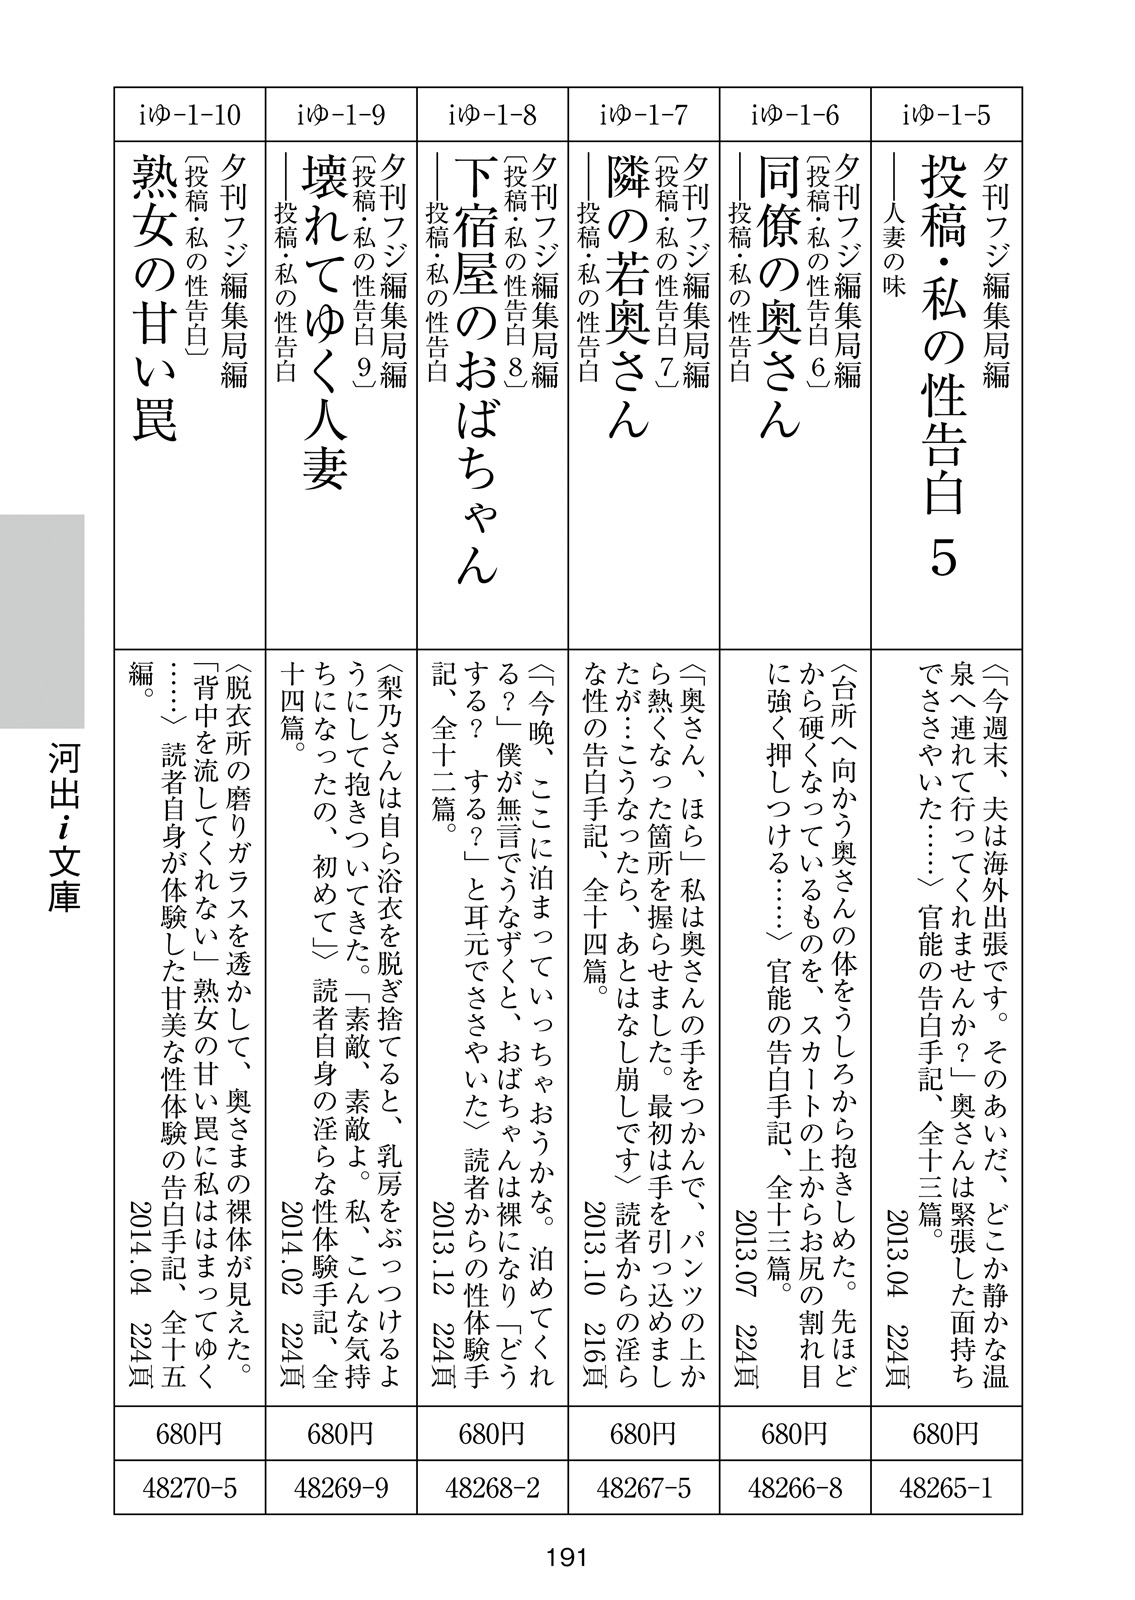 iゆ-1-5
夕刊フジ編集局編
投稿・私の性告白 5
――人妻の味
〈「今週末、夫は海外出張です。そのあいだ、どこか静かな温
泉へ連れて行ってくれませんか?」奥さんは緊張した面持ち
でささやいた……〉官能の告白手記、全十三篇。
2013.04 224頁
680円
48265-1
iゆ-1-6
夕刊フジ編集局編
〔投稿・私の性告白 6〕
同僚の奥さん
――投稿・私の性告白
〈台所へ向かう奥さんの体をうしろから抱きしめた。先ほど
から硬くなっているものを、スカートの上からお尻の割れ目
に強く押しつける……〉官能の告白手記、全十三篇。
2013.07 224頁
680円
48266-8
iゆ-1-7
夕刊フジ編集局編
〔投稿・私の性告白 7〕
隣の若奥さん
――投稿・私の性告白
〈「奥さん、ほら」私は奥さんの手をつかんで、パンツの上か
ら熱くなった箇所を握らせました。最初は手を引っ込めまし
たが…こうなったら、あとはなし崩しです〉読者からの淫ら
な性の告白手記、全十四篇。
2013.10 216頁
680円
48267-5
iゆ-1-8
夕刊フジ編集局編
〔投稿・私の性告白 8〕
下宿屋のおばちゃん
――投稿・私の性告白
〈「今晩、ここに泊まっていっちゃおうかな。泊めてくれ
る?」僕が無言でうなずくと、おばちゃんは裸になり「どう
する? する?」と耳元でささやいた〉読者からの性体験手
記、全十二篇。
2013.12 224頁
680円
48268-2
iゆ-1-9
夕刊フジ編集局編
〔投稿・私の性告白 9〕
壊れてゆく人妻
――投稿・私の性告白
〈梨乃さんは自ら浴衣を脱ぎ捨てると、乳房をぶっつけるよ
うにして抱きついてきた。「素敵、素敵よ。私、こんな気持
ちになったの、初めて」〉読者自身の淫らな性体験手記、全
十四篇。
2014.02 224頁
680円
48269-9
iゆ-1-10
夕刊フジ編集局編
〔投稿・私の性告白〕
熟女の甘い罠
〈脱衣所の磨りガラスを透かして、奥さまの裸体が見えた。
「背中を流してくれない」熟女の甘い罠に私ははまってゆく
……〉読者自身が体験した甘美な性体験の告白手記、全十五
編。
2014.04 224頁
680円
48270-5
河出i文庫
191